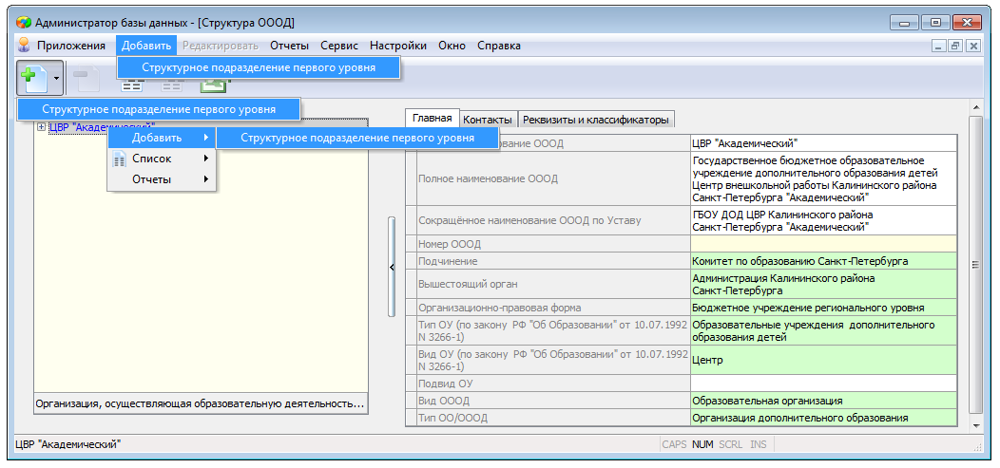 Администратор базы данных - [Структура ОООД]
Приложения Добавить Редактировать Отчеты Сервис Настройки Окно Справка
Структурное подразделение первого уровня
Структурное подразделение первого уровня
ЦВР "Академический"
Добавить
Структурное подразделение первого уровня
Список
Отчеты
Организация, осуществляющая образовательную деятельность...
Главная Контакты Реквизиты и классификаторы
ОООД ЦВР "Академический"
Полное наименование ОООД
Государственное бюджетное образовательное
учреждение дополнительного образования детей
Центр внешкольной работы Калининского района
Санкт-Петербурга "Академический"
Сокращённое наименование ОООД по Уставу
ГБОУ ДОД ЦВР Калининского района
Санкт-Петербурга "Академический"
Номер ОООД
Подчинение Комитет по образованию Санкт-Петербурга
Вышестоящий орган
Администрация Калининского района
Санкт-Петербурга
Организационно-правовая форма Бюджетное учреждение регионального уровня
Тип ОУ (по закону РФ "Об Образовании" от 10.07.1992
N 3266-1)
Образовательные учреждения дополнительного
образования детей
Вид ОУ (по закону РФ "Об Образовании" от 10.07.1992
N 3266-1)
Центр
Подвид ОУ
Вид ОООД Образовательная организация
Тип ОО/ОООД Организация дополнительного образования
ЦВР "Академический" CAPS NUM SCRL INS